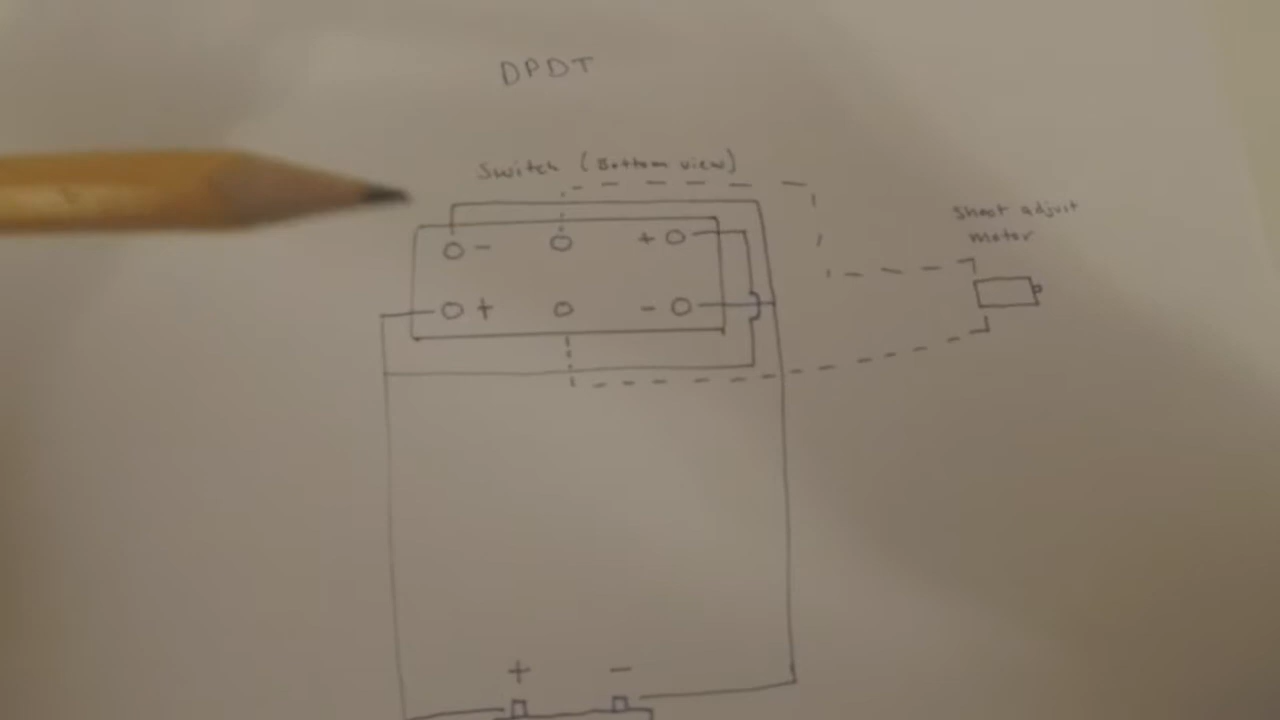 DPDT
Switch (Bottom view)
Shoot adjust
motor
- +
+ -
+ -